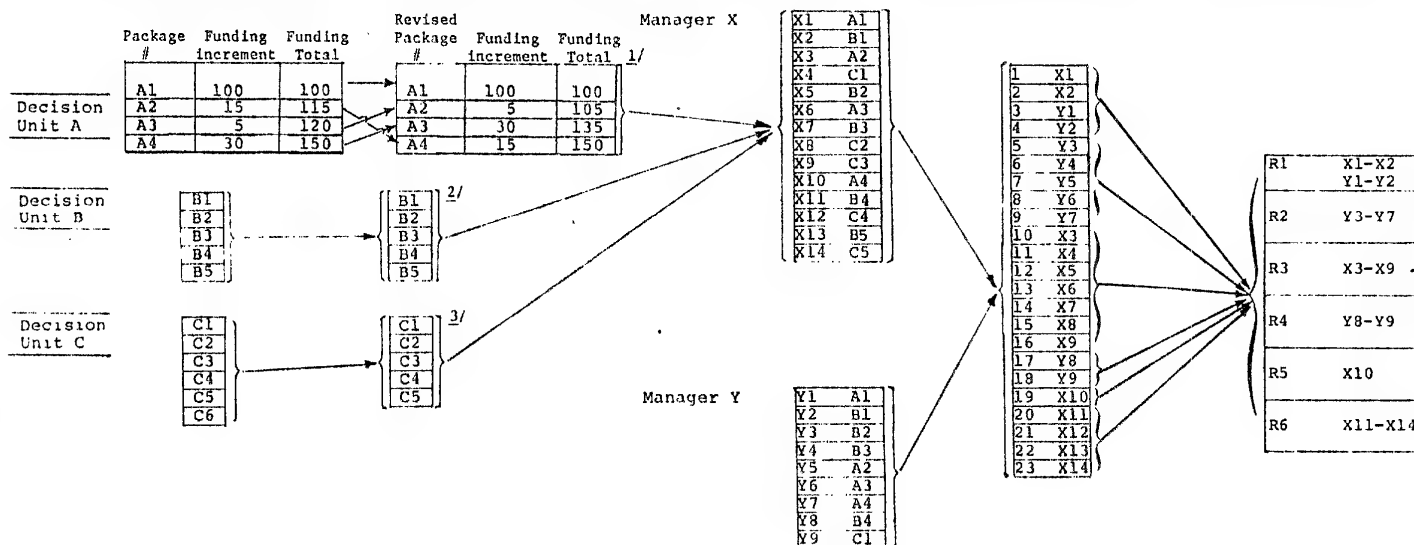 Package # Funding increment Funding Total
A1 100 100
A2 15 115
A3 5 120
A4 30 150
Revised Package # Funding increment Funding Total 1/
A1 100 100
A2 5 105
A3 30 135
A4 15 150
Decision Unit A
Decision Unit B
B1
B2
B3
B4
B5
2/
B1
B2
B3
B4
B5
Decision Unit C
C1
C2
C3
C4
C5
C6
3/
C1
C2
C3
C4
C5
Manager X
X1 A1
X2 B1
X3 A2
X4 C1
X5 B2
X6 A3
X7 B3
X8 C2
X9 C3
X10 A4
X11 B4
X12 C4
X13 B5
X14 C5
Manager Y
Y1 A1
Y2 B1
Y3 B2
Y4 B3
Y5 A2
Y6 A3
Y7 A4
Y8 B4
Y9 C1
1 X1
2 X2
3 Y1
4 Y2
5 Y3
6 Y4
7 Y5
8 Y6
9 Y7
10 X3
11 X4
12 X5
13 X6
14 X7
15 X8
16 X9
17 Y8
18 Y9
19 X10
20 X11
21 X12
22 X13
23 X14
R1 X1-X2
Y1-Y2
R2 Y3-Y7
R3 X3-X9
R4 Y8-Y9
R5 X10
R6 X11-X14